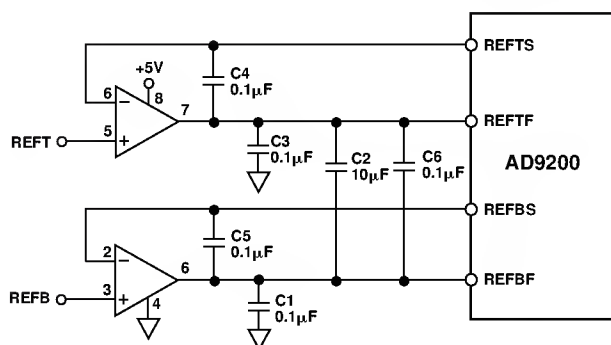 REFTS
+5V
C4
0.1µF
6
8
7
REFT
5
REFTF
C3
0.1µF
C2
10µF
C6
0.1µF
AD9200
REFBS
C5
0.1µF
2
6
REFBF
REFB
3
4
C1
0.1µF